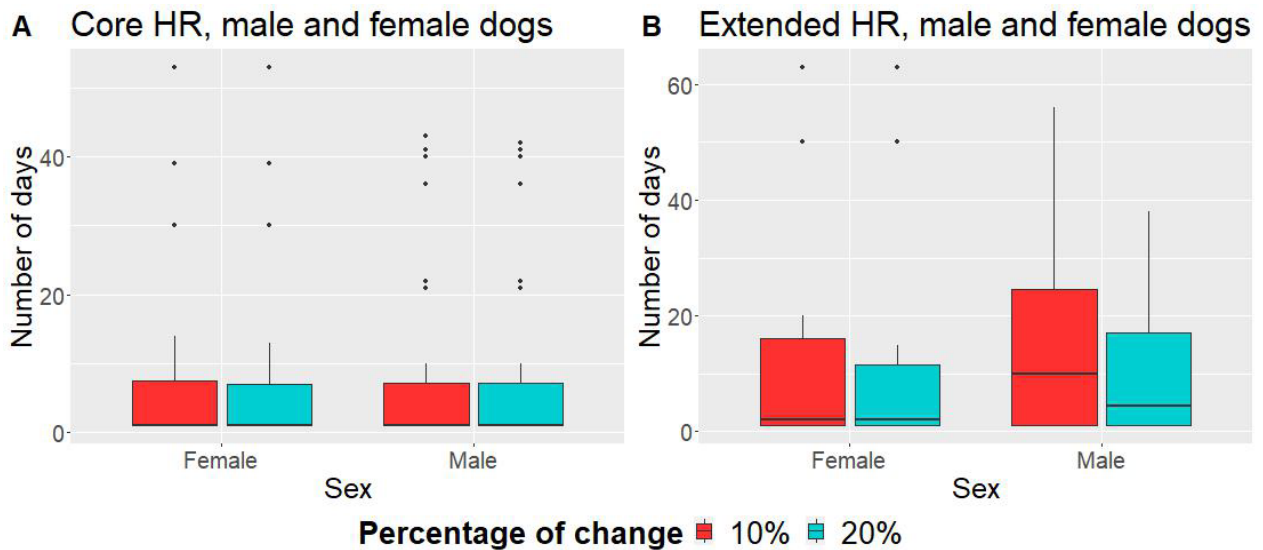 A Core HR, male and female dogs
Number of days
40
20
0
Female Male
Sex
B Extended HR, male and female dogs
Number of days
60
40
20
0
Female Male
Sex
Percentage of change 10% 20%